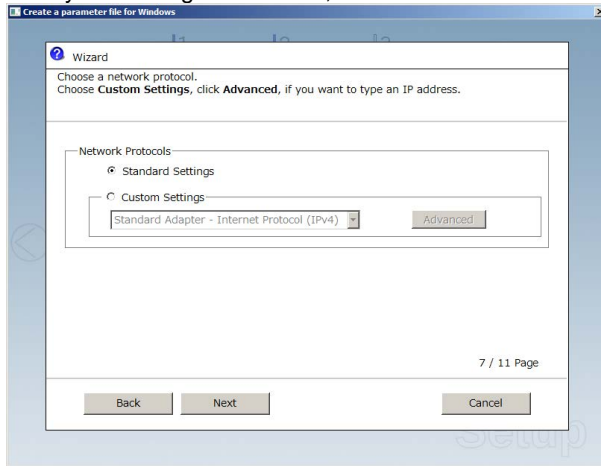 Create a parameter file for Windows
Wizard
Choose a network protocol.
Choose Custom Settings, click Advanced, if you want to type an IP address.
Network Protocols
Standard Settings
Custom Settings
Standard Adapter - Internet Protocol (IPv4)
Advanced
7 / 11 Page
Back
Next
Cancel
Setup